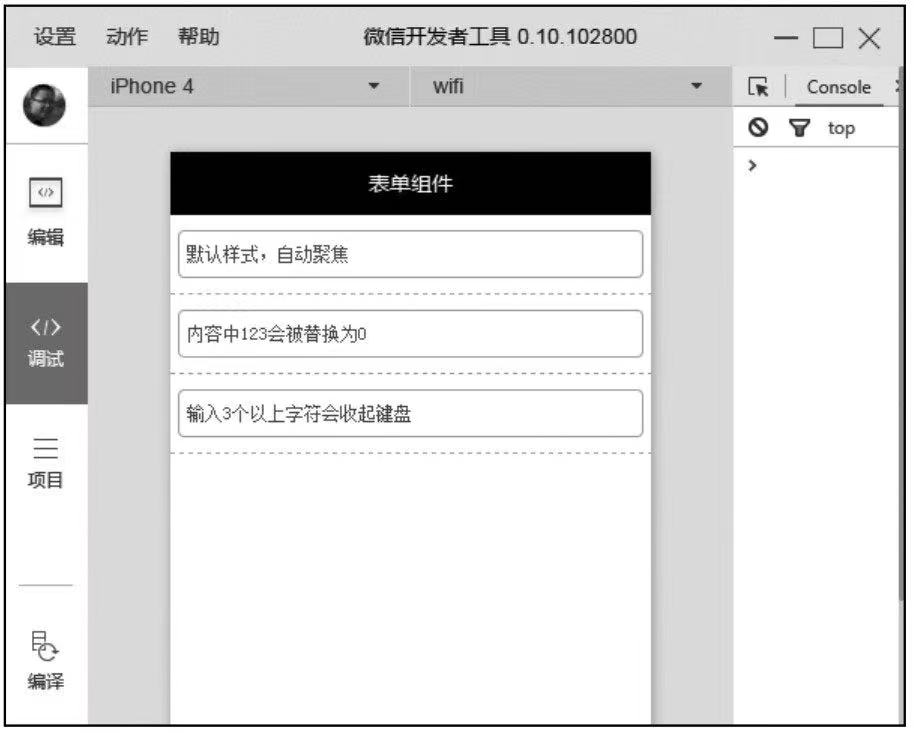 设置 动作 帮助 微信开发者工具 0.10.102800
iPhone 4 wifi
Console
top
>
表单组件
</>
编辑
默认样式，自动聚焦
</>
调试
内容中123会被替换为0
输入3个以上字符会收起键盘
项目
编译